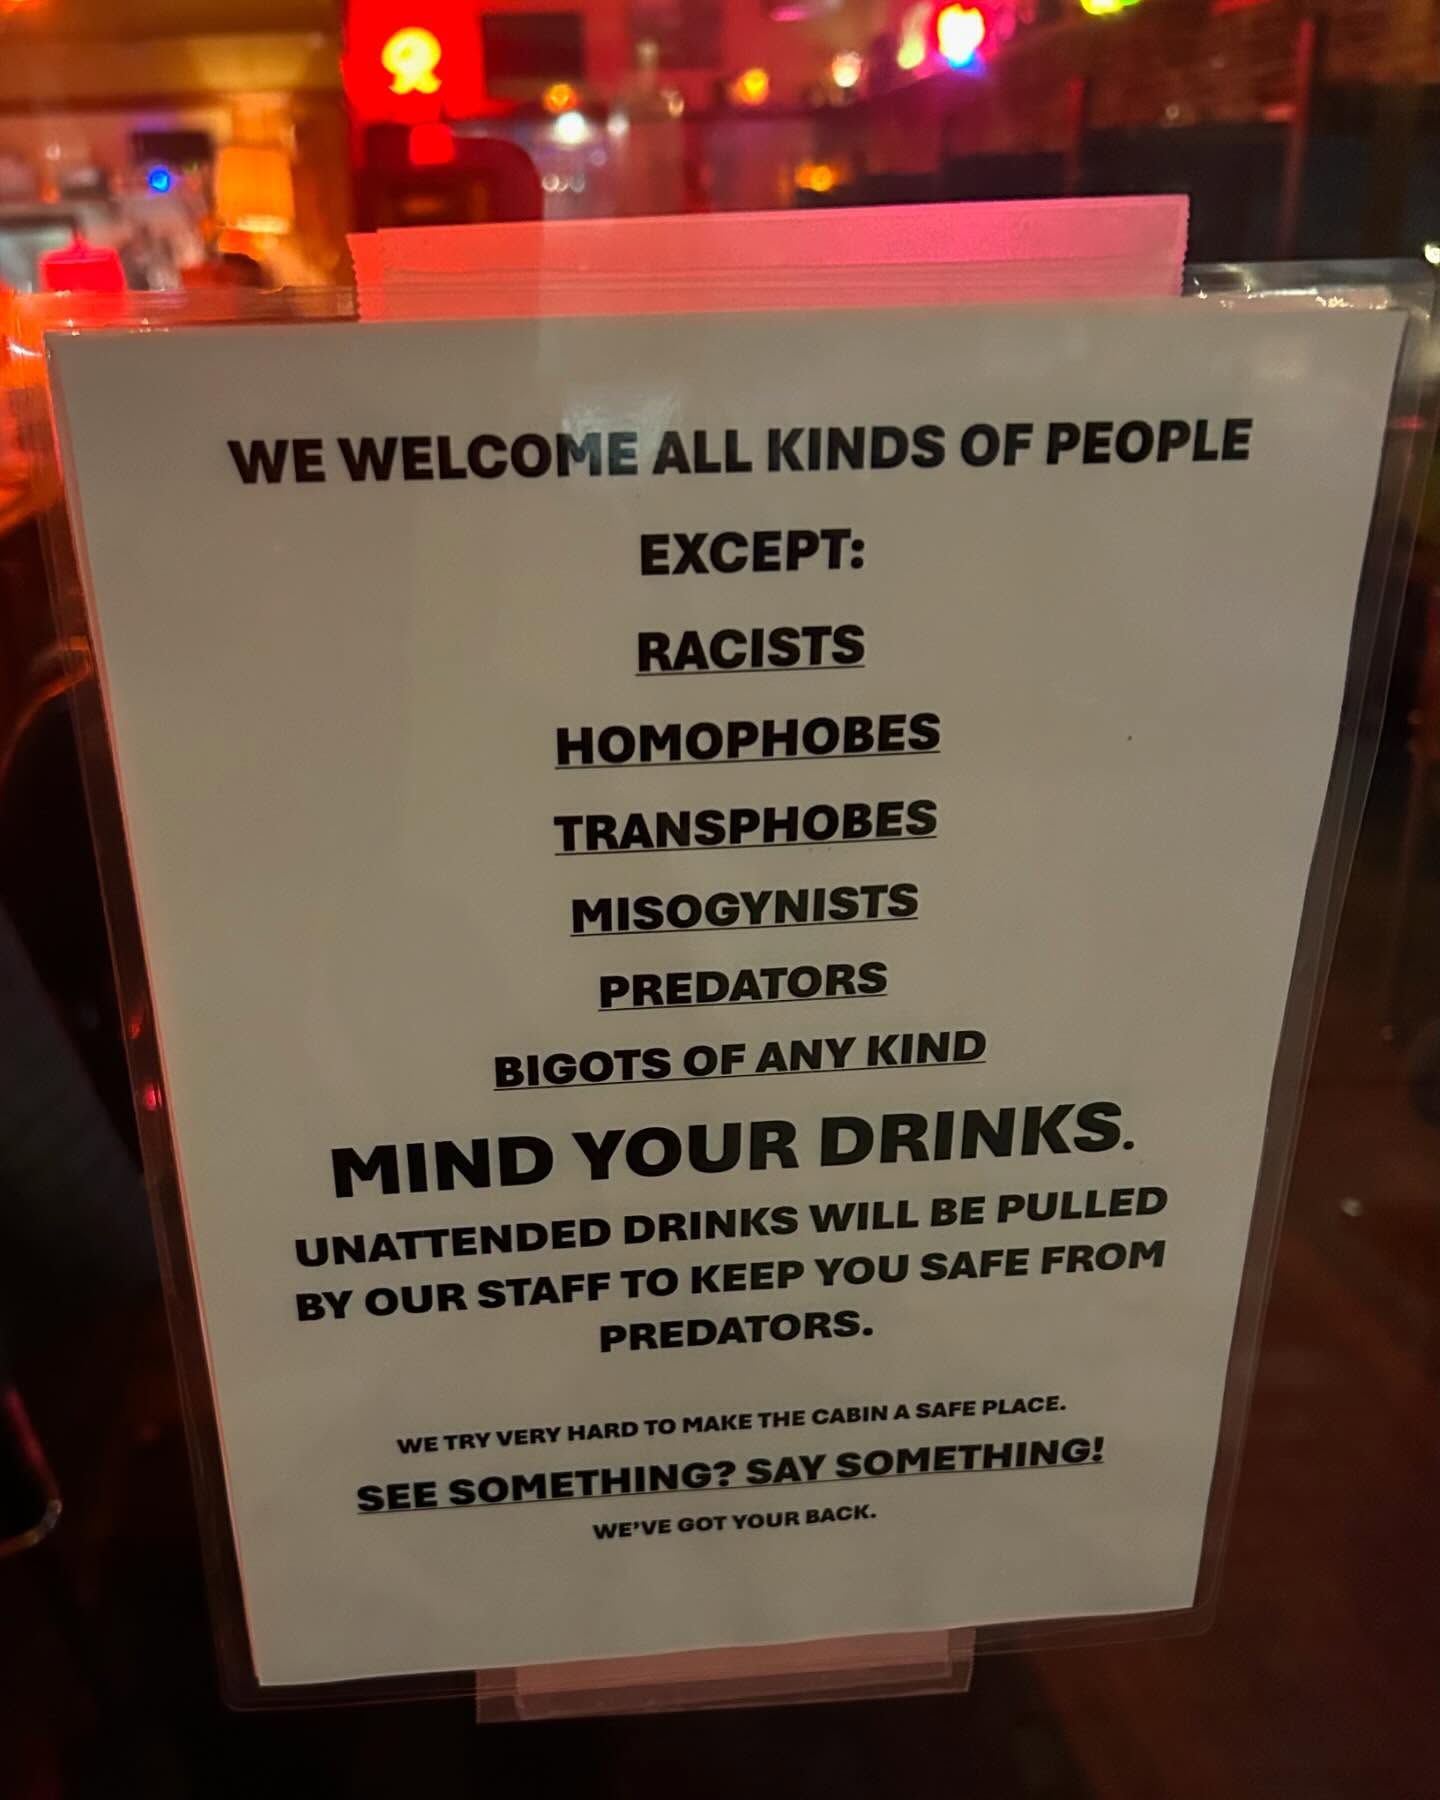 WE WELCOME ALL KINDS OF PEOPLE
EXCEPT:
RACISTS
HOMOPHOBES
TRANSPHOBES
MISOGYNISTS
PREDATORS
BIGOTS OF ANY KIND
MIND YOUR DRINKS.
UNATTENDED DRINKS WILL BE PULLED
BY OUR STAFF TO KEEP YOU SAFE FROM
PREDATORS.
WE TRY VERY HARD TO MAKE THE CABIN A SAFE PLACE.
SEE SOMETHING? SAY SOMETHING!
WE'VE GOT YOUR BACK.